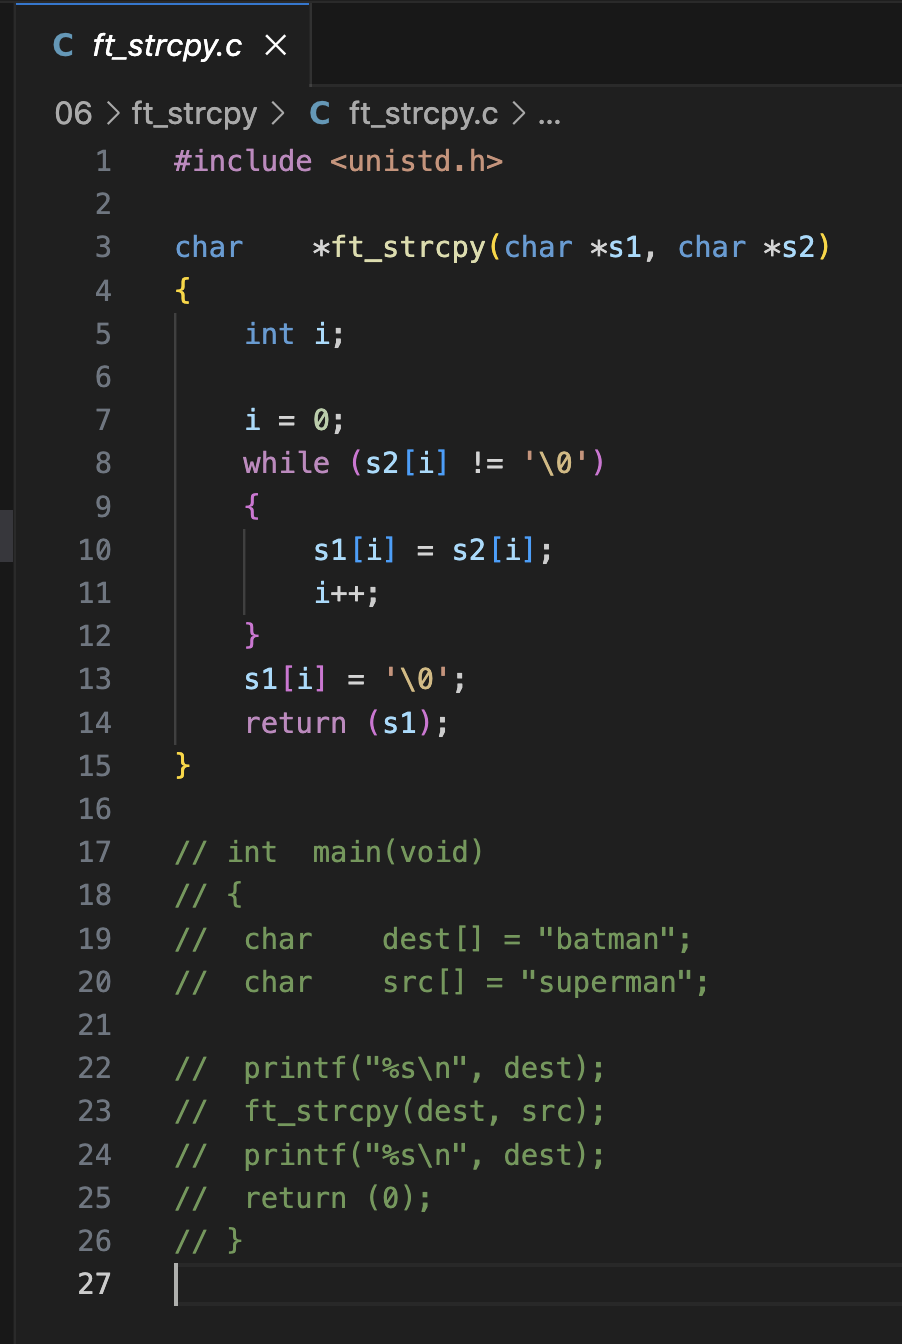 C ft_strcpy.c ×
06 > ft_strcpy > C ft_strcpy.c > ...
1 #include <unistd.h>
2
3 char    *ft_strcpy(char *s1, char *s2)
4 {
5     int i;
6
7     i = 0;
8     while (s2[i] != '\0')
9     {
10         s1[i] = s2[i];
11         i++;
12     }
13     s1[i] = '\0';
14     return (s1);
15 }
16
17 // int  main(void)
18 // {
19 //  char    dest[] = "batman";
20 //  char    src[] = "superman";
21
22 //  printf("%s\n", dest);
23 //  ft_strcpy(dest, src);
24 //  printf("%s\n", dest);
25 //  return (0);
26 // }
27